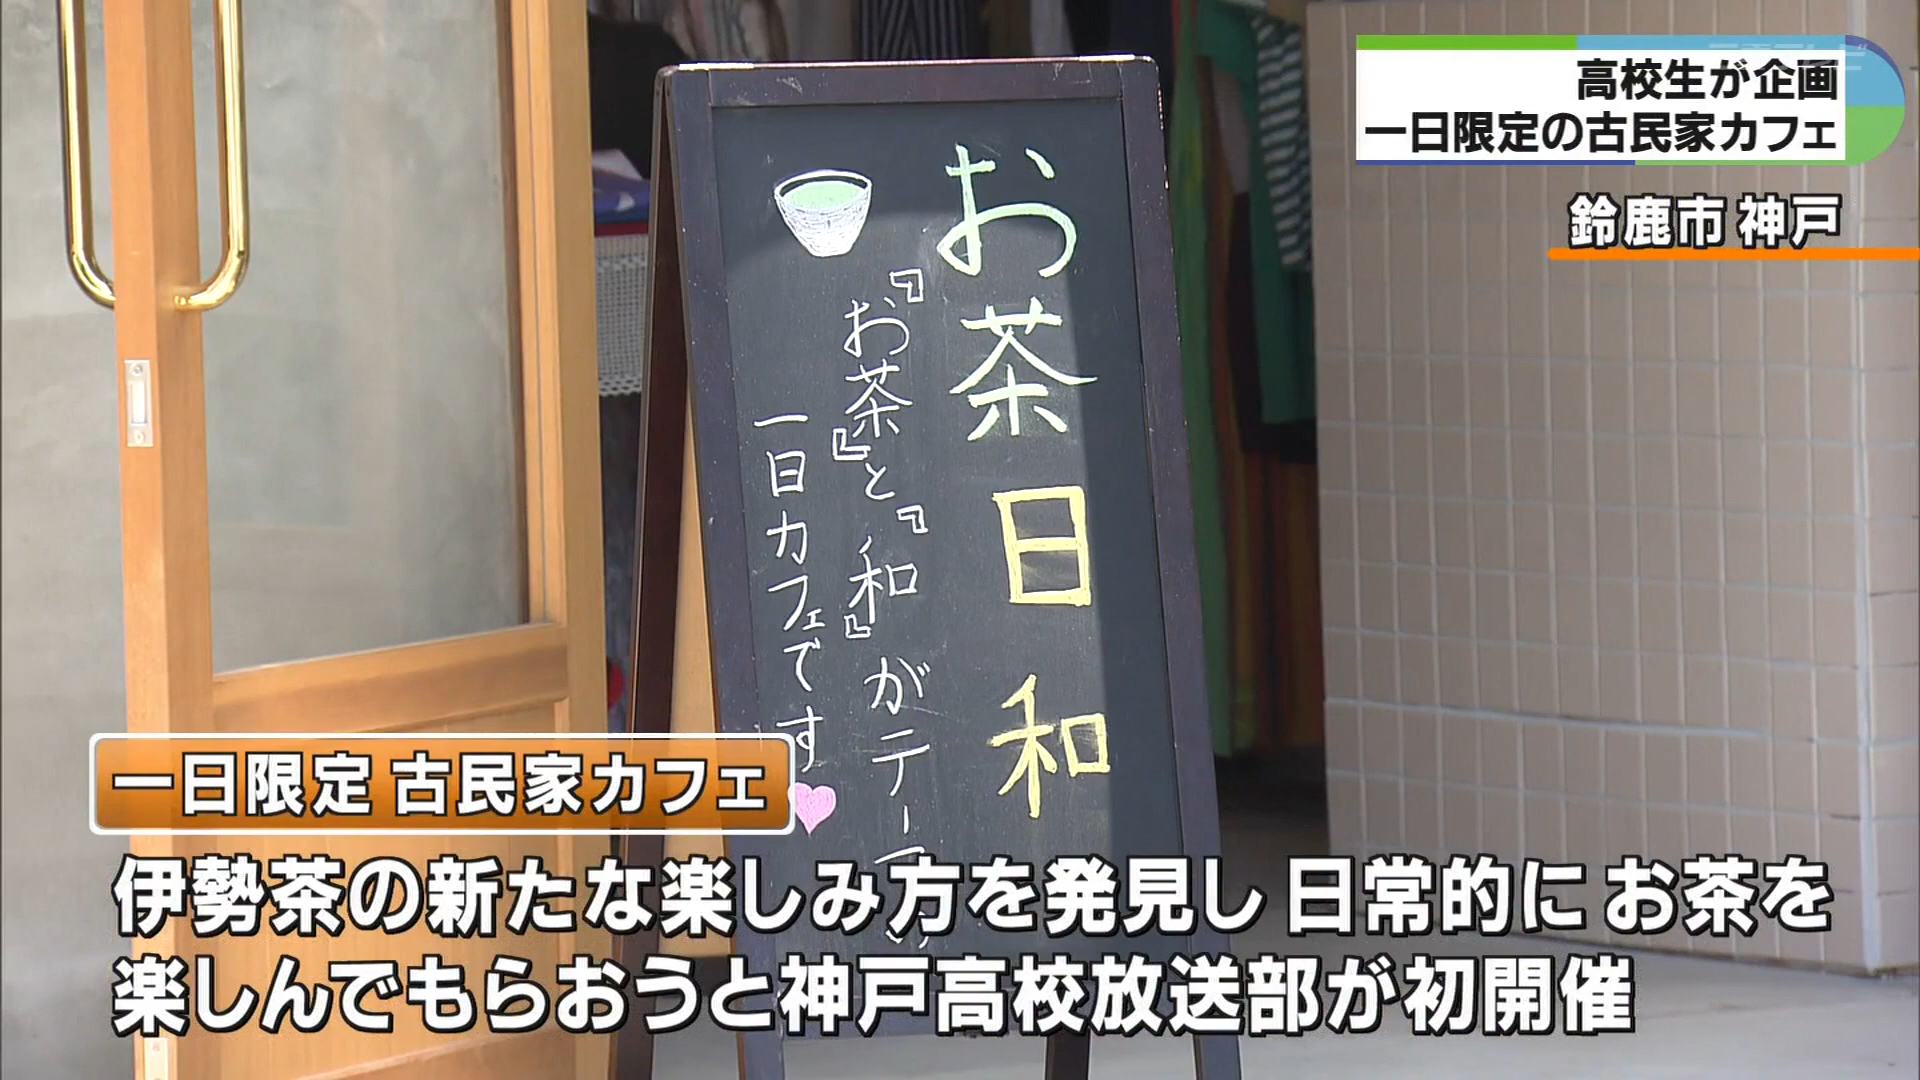 高校生が企画
一日限定の古民家カフェ
鈴鹿市 神戸
お茶日和
『お茶』と『和』がテーマの
一日カフェです
一日限定 古民家カフェ
伊勢茶の新たな楽しみ方を発見し 日常的に お茶を
楽しんでもらおうと神戸高校放送部が初開催